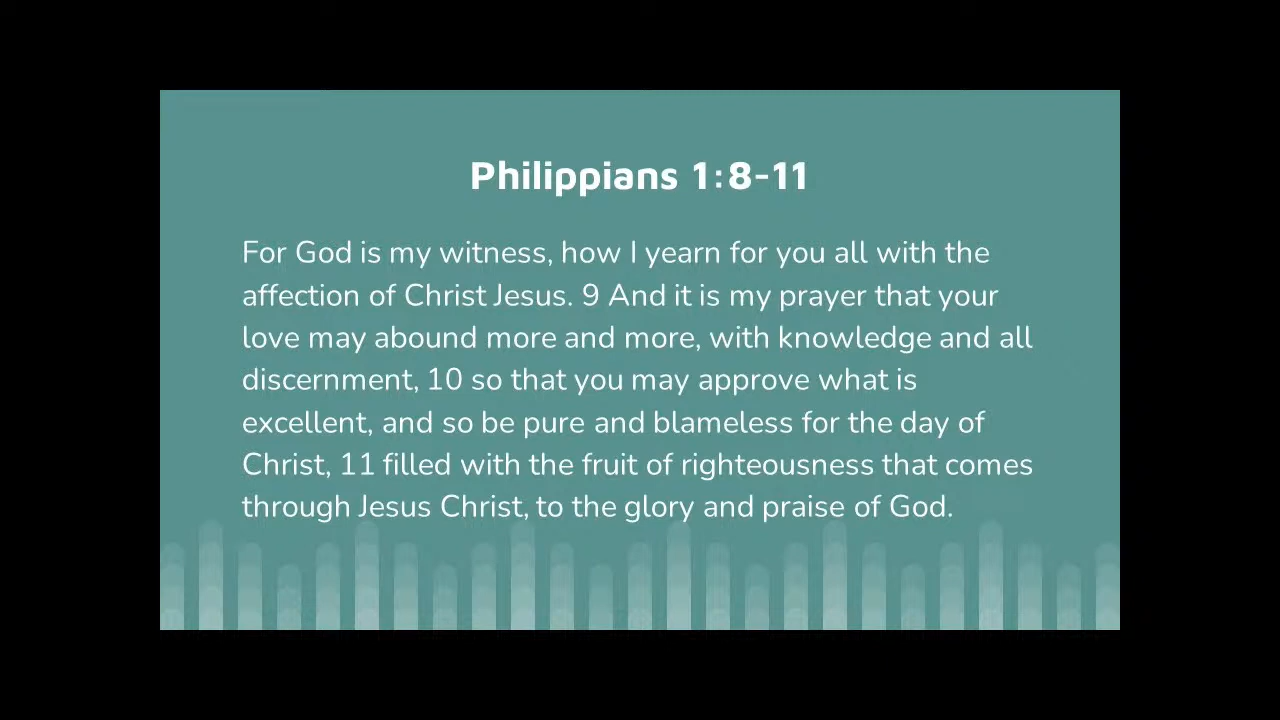 Philippians 1:8-11
For God is my witness, how I yearn for you all with the
affection of Christ Jesus. 9 And it is my prayer that your
love may abound more and more, with knowledge and all
discernment, 10 so that you may approve what is
excellent, and so be pure and blameless for the day of
Christ, 11 filled with the fruit of righteousness that comes
through Jesus Christ, to the glory and praise of God.